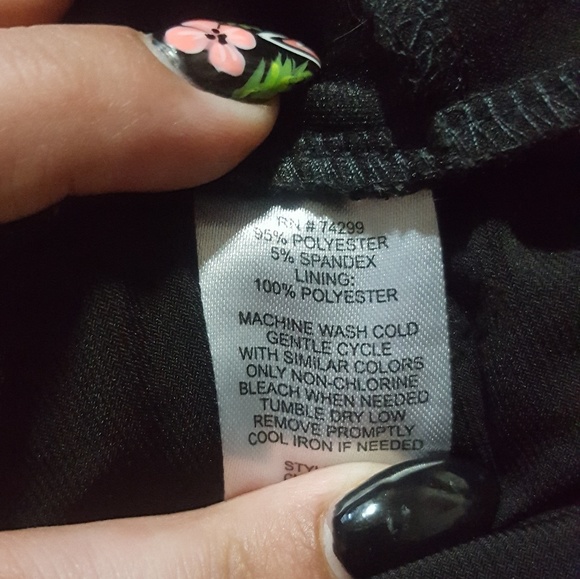 RN # 74299
95% POLYESTER
5% SPANDEX
LINING:
100% POLYESTER
MACHINE WASH COLD
GENTLE CYCLE
WITH SIMILAR COLORS
ONLY NON-CHLORINE
BLEACH WHEN NEEDED
TUMBLE DRY LOW
REMOVE PROMPTLY
COOL IRON IF NEEDED